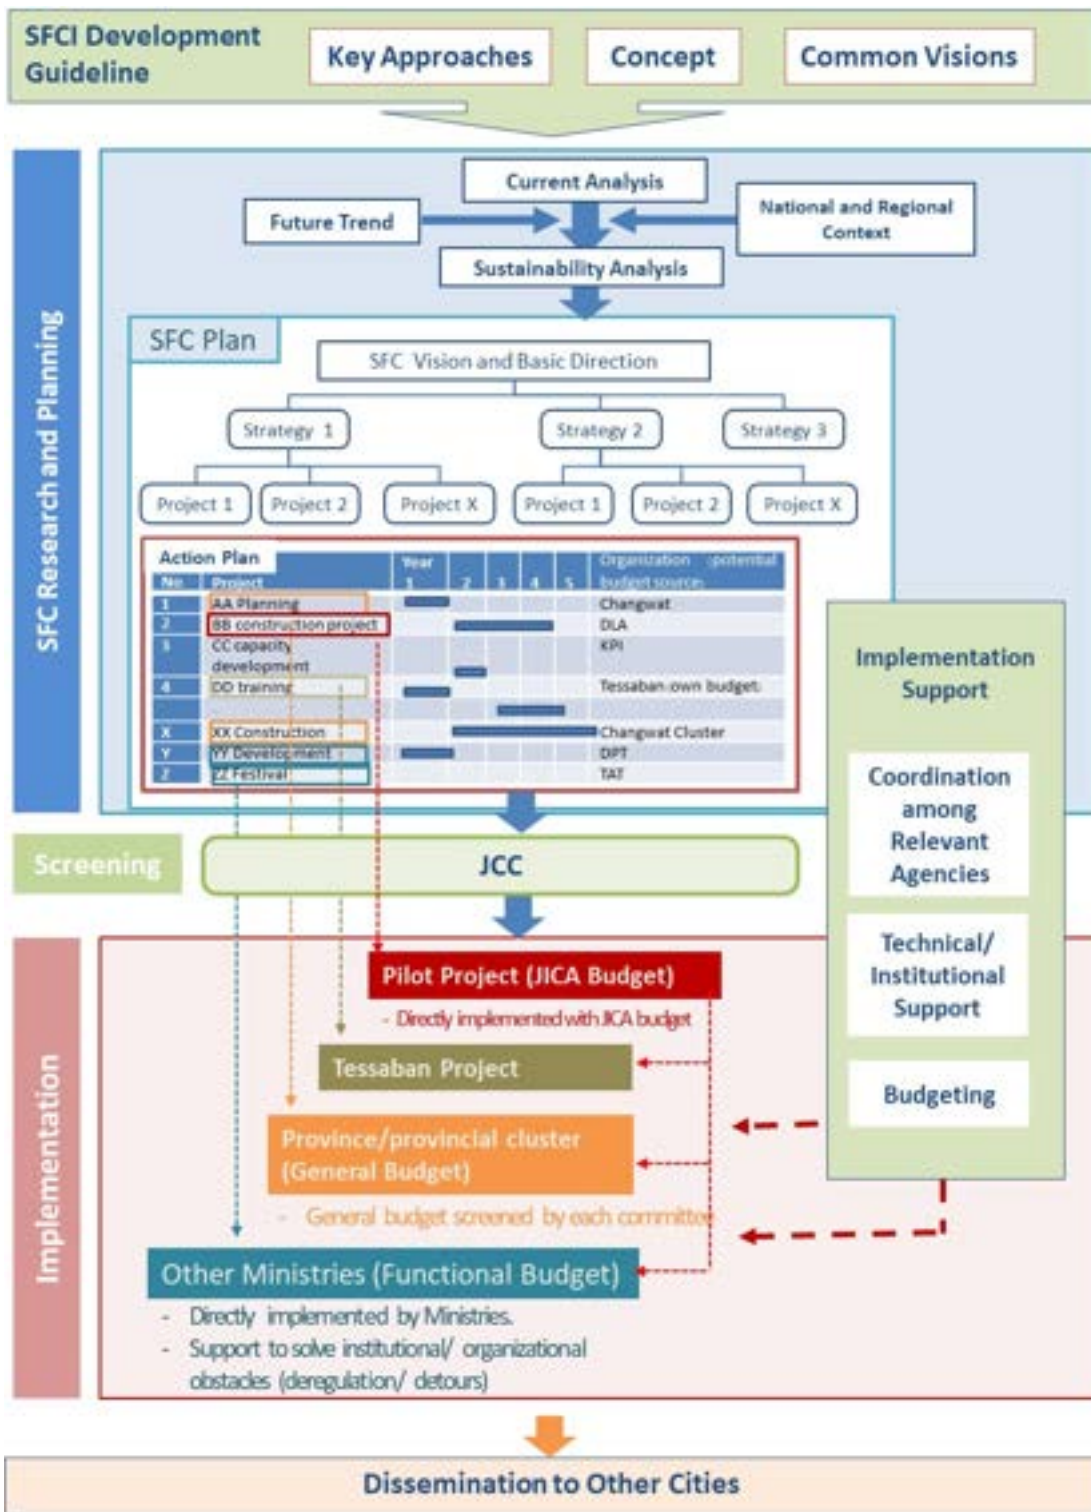 SFCI Development
Guideline
Key Approaches
Concept
Common Visions
SFC Research and Planning
Current Analysis
Future Trend
National and Regional
Context
Sustainability Analysis
SFC Plan
SFC Vision and Basic Direction
Strategy 1
Strategy 2
Strategy 3
Project 1
Project 2
Project X
Project 1
Project 2
Project X
Action Plan
No. Project Year 1 2 3 4 5 Organization (potential
budget source)
1 AA Planning Changwat
2 BB construction project DLA
3 CC capacity
development KPI
4 DD training Tessaban own budget
X XX Construction Changwat Cluster
Y YY Development DPT
Z ZZ Festival TAT
Implementation
Support
Coordination
among
Relevant
Agencies
Technical/
Institutional
Support
Budgeting
Screening
JCC
Implementation
Pilot Project (JICA Budget)
- Directly implemented with JICA budget
Tessaban Project
Province/provincial cluster
(General Budget)
- General budget screened by each committee
Other Ministries (Functional Budget)
- Directly implemented by Ministries.
- Support to solve institutional/ organizational
obstacles (deregulation/ detours)
Dissemination to Other Cities